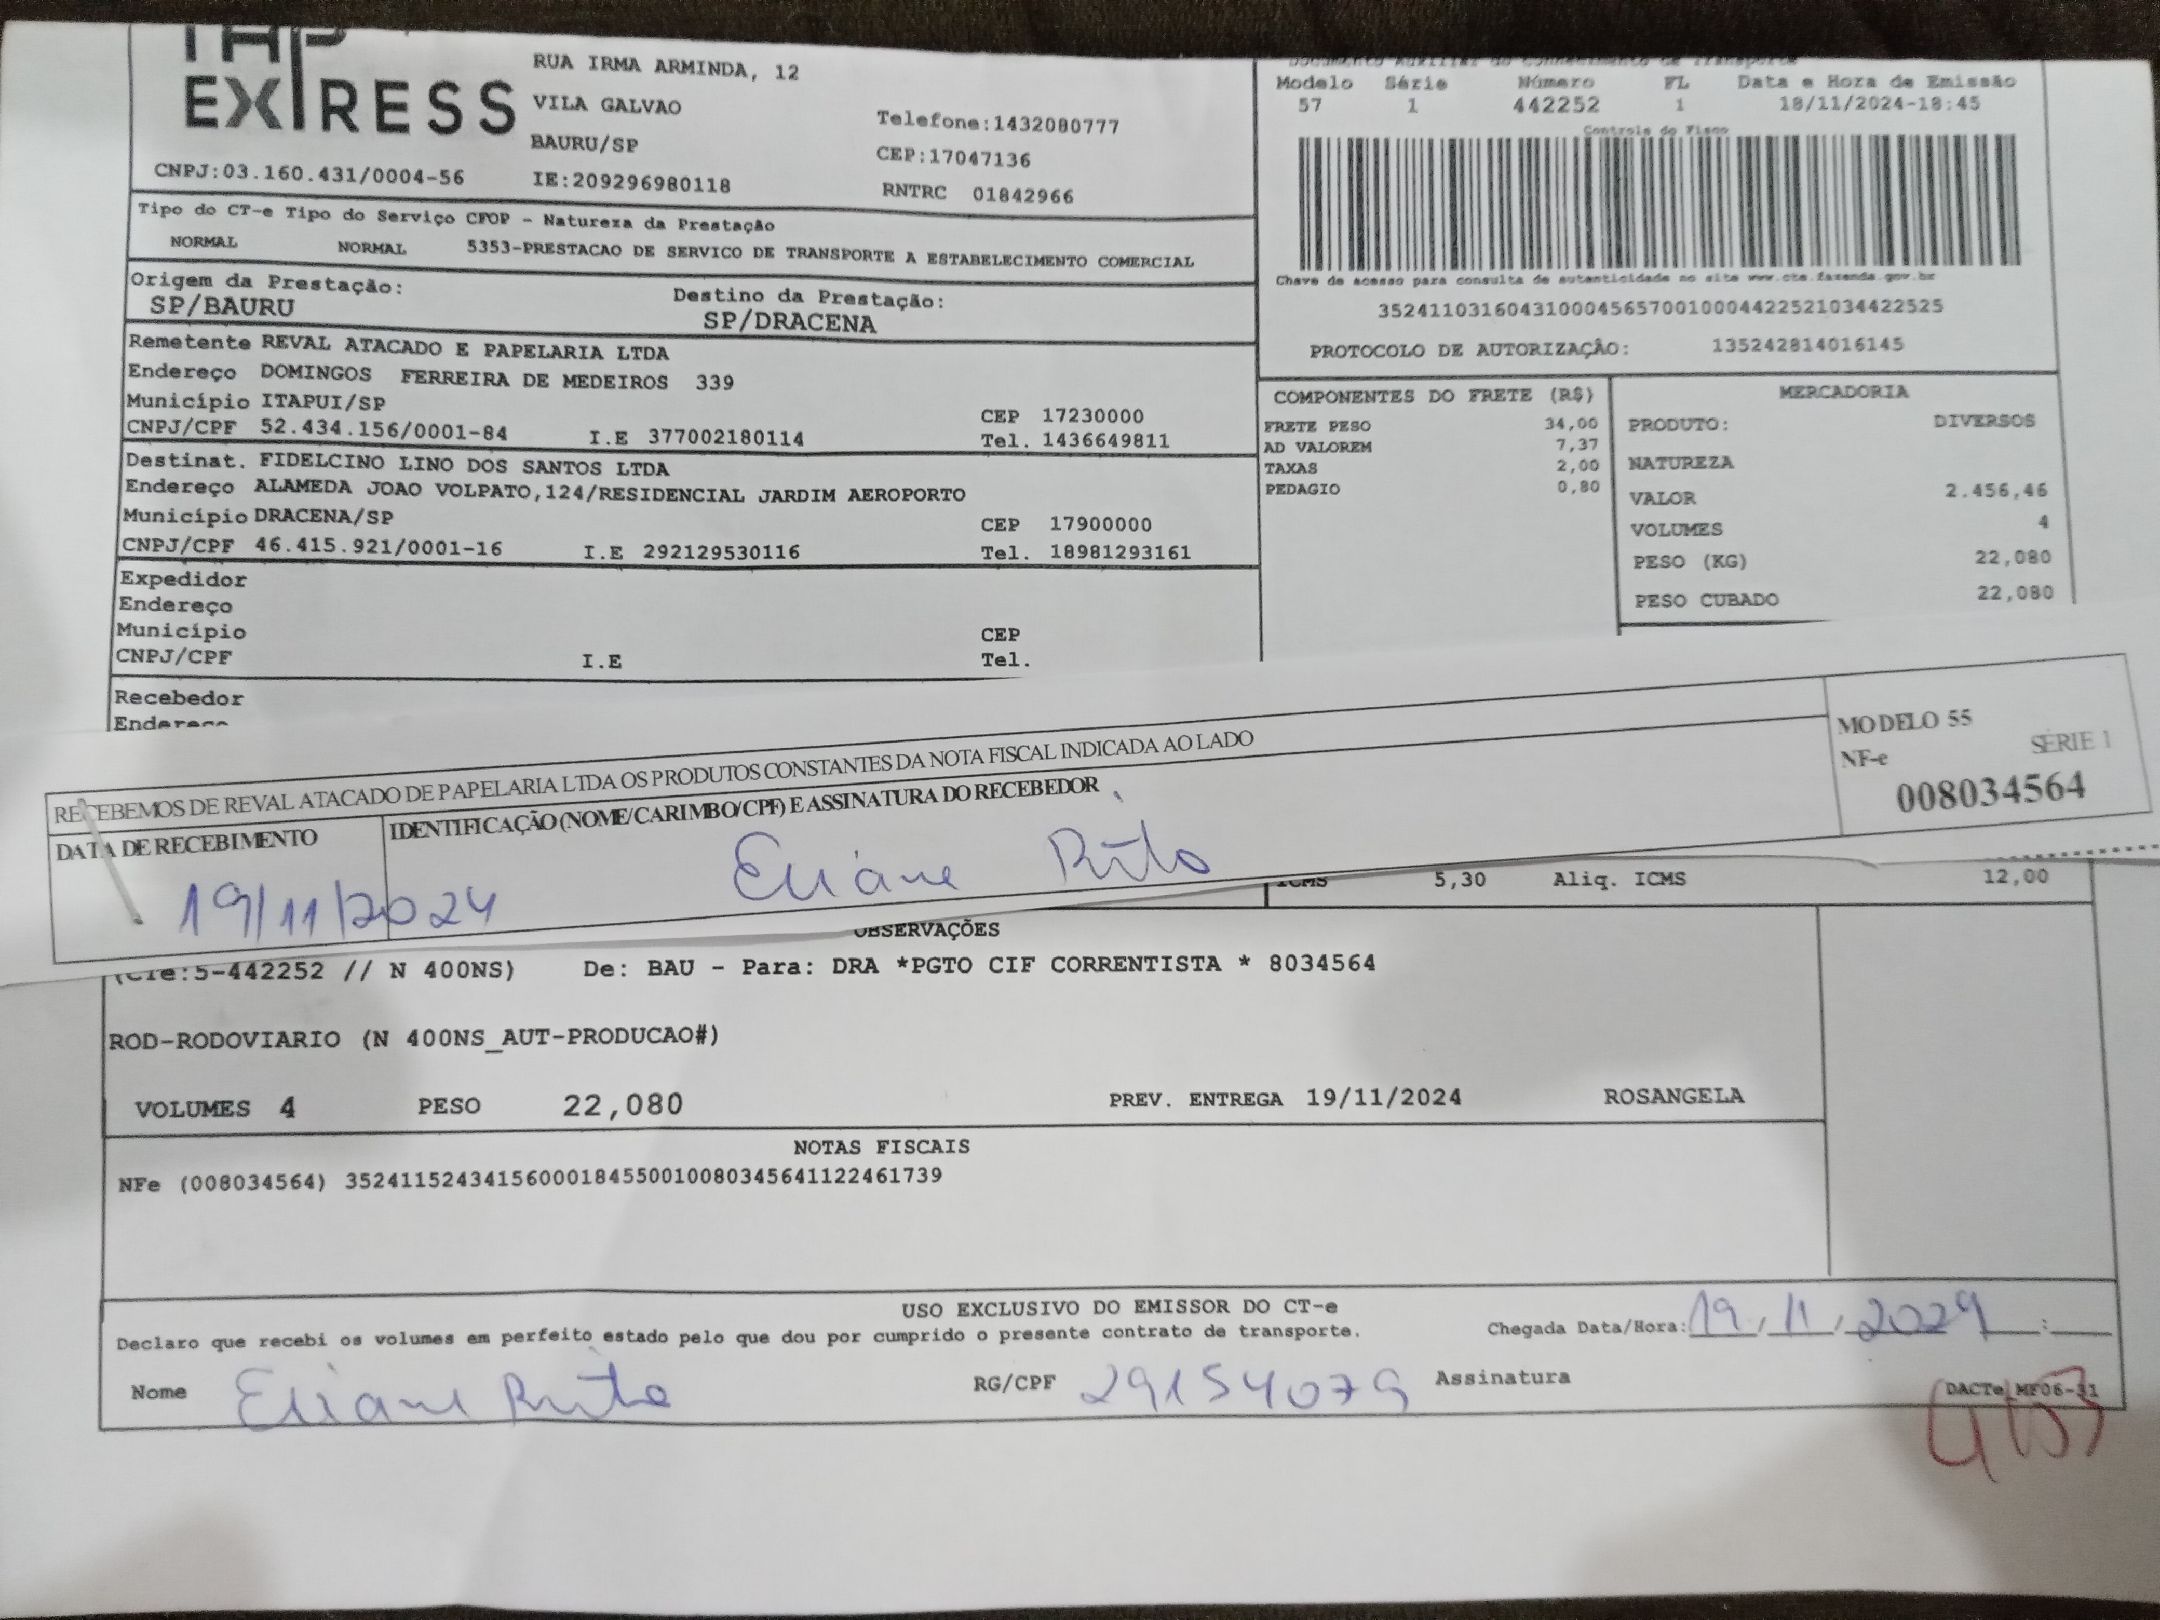 TAP
EXPRESS
RUA IRMA ARMINDA, 12
VILA GALVAO
BAURU/SP
Telefone:1432080777
CEP:17047136
CNPJ:03.160.431/0004-56 IE:209296980118 RNTRC 01842966
Documento Auxiliar do Conhecimento de Transporte
Modelo Série Número FL Data e Hora de Emissão
57 1 442252 1 18/11/2024-18:45
Controle do Fisco
Chave de acesso para consulta de autenticidade no site www.cte.fazenda.gov.br
35241103160431000456570010004422521034422525
PROTOCOLO DE AUTORIZAÇÃO: 135242814016145
Tipo do CT-e Tipo do Serviço CFOP - Natureza da Prestação
NORMAL NORMAL 5353-PRESTACAO DE SERVICO DE TRANSPORTE A ESTABELECIMENTO COMERCIAL
Origem da Prestação: Destino da Prestação:
SP/BAURU SP/DRACENA
Remetente REVAL ATACADO E PAPELARIA LTDA
Endereço DOMINGOS FERREIRA DE MEDEIROS 339
Município ITAPUI/SP CEP 17230000
CNPJ/CPF 52.434.156/0001-84 I.E 377002180114 Tel. 1436649811
Destinat. FIDELCINO LINO DOS SANTOS LTDA
Endereço ALAMEDA JOAO VOLPATO,124/RESIDENCIAL JARDIM AEROPORTO
Município DRACENA/SP CEP 17900000
CNPJ/CPF 46.415.921/0001-16 I.E 292129530116 Tel. 18981293161
Expedidor
Endereço
Município CEP
CNPJ/CPF I.E Tel.
Recebedor
Endereço
COMPONENTES DO FRETE (R$)
FRETE PESO 34,00
AD VALOREM 7,37
TAXAS 2,00
PEDAGIO 0,80
MERCADORIA
PRODUTO: DIVERSOS
NATUREZA
VALOR 2.456,46
VOLUMES 4
PESO (KG) 22,080
PESO CUBADO 22,080
RECEBEMOS DE REVAL ATACADO DE PAPELARIA LTDA OS PRODUTOS CONSTANTES DA NOTA FISCAL INDICADA AO LADO
DATA DE RECEBIMENTO IDENTIFICAÇÃO (NOME/CARIMBO/CPF) E ASSINATURA DO RECEBEDOR
19/11/2024 Eliane Rita
MODELO 55
NF-e SÉRIE 1
008034564
ICMS 5,30 Aliq. ICMS 12,00
OBSERVAÇÕES
(Cte:5-442252 // N 400NS) De: BAU - Para: DRA *PGTO CIF CORRENTISTA * 8034564
ROD-RODOVIARIO (N 400NS_AUT-PRODUCAO#)
VOLUMES 4 PESO 22,080 PREV. ENTREGA 19/11/2024 ROSANGELA
NOTAS FISCAIS
NFe (008034564) 35241152434156000184550010080345641122461739
USO EXCLUSIVO DO EMISSOR DO CT-e
Declaro que recebi os volumes em perfeito estado pelo que dou por cumprido o presente contrato de transporte. Chegada Data/Hora: 19/11/2024 :
Nome Eliane Rita RG/CPF 29154079 Assinatura
DACTe MF06-31